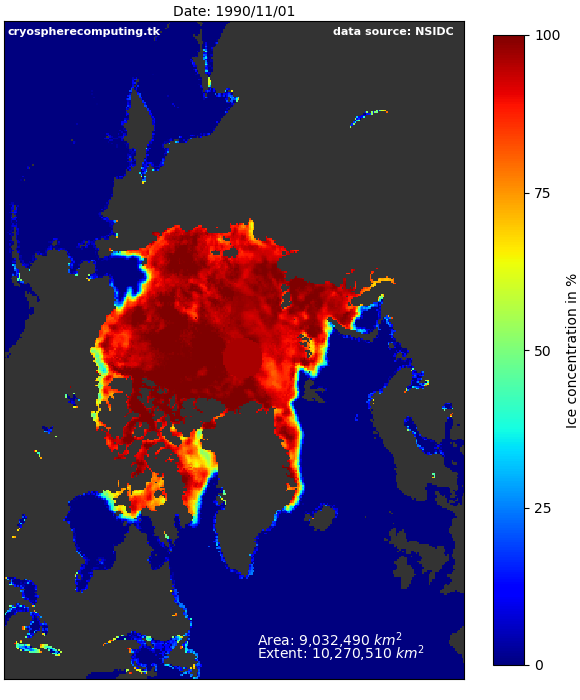 Date: 1990/11/01
cryospherecomputing.tk
data source: NSIDC
100
75
50
25
0
Ice concentration in %
Area: 9,032,490 km²
Extent: 10,270,510 km²